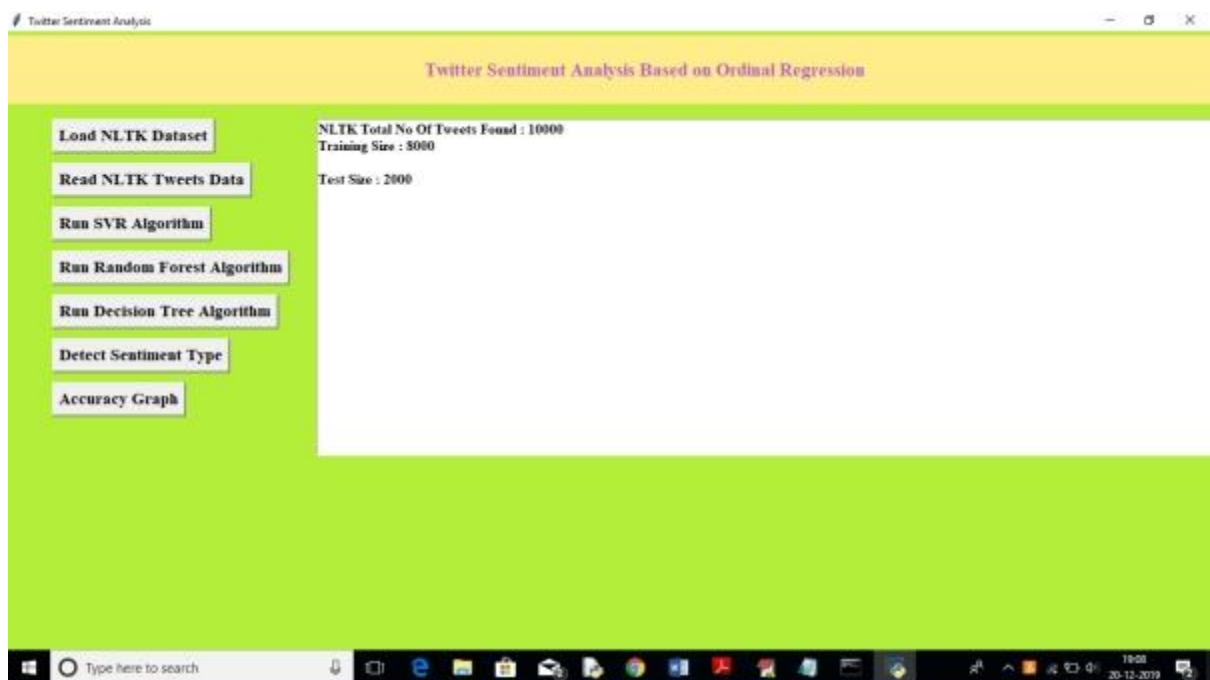 Twitter Sentiment Analysis
Twitter Sentiment Analysis Based on Ordinal Regression
Load NLTK Dataset
Read NLTK Tweets Data
Run SVR Algorithm
Run Random Forest Algorithm
Run Decision Tree Algorithm
Detect Sentiment Type
Accuracy Graph
NLTK Total No Of Tweets Found : 10000
Training Size : 8000
Test Size : 2000
Type here to search
19:08
20-12-2019